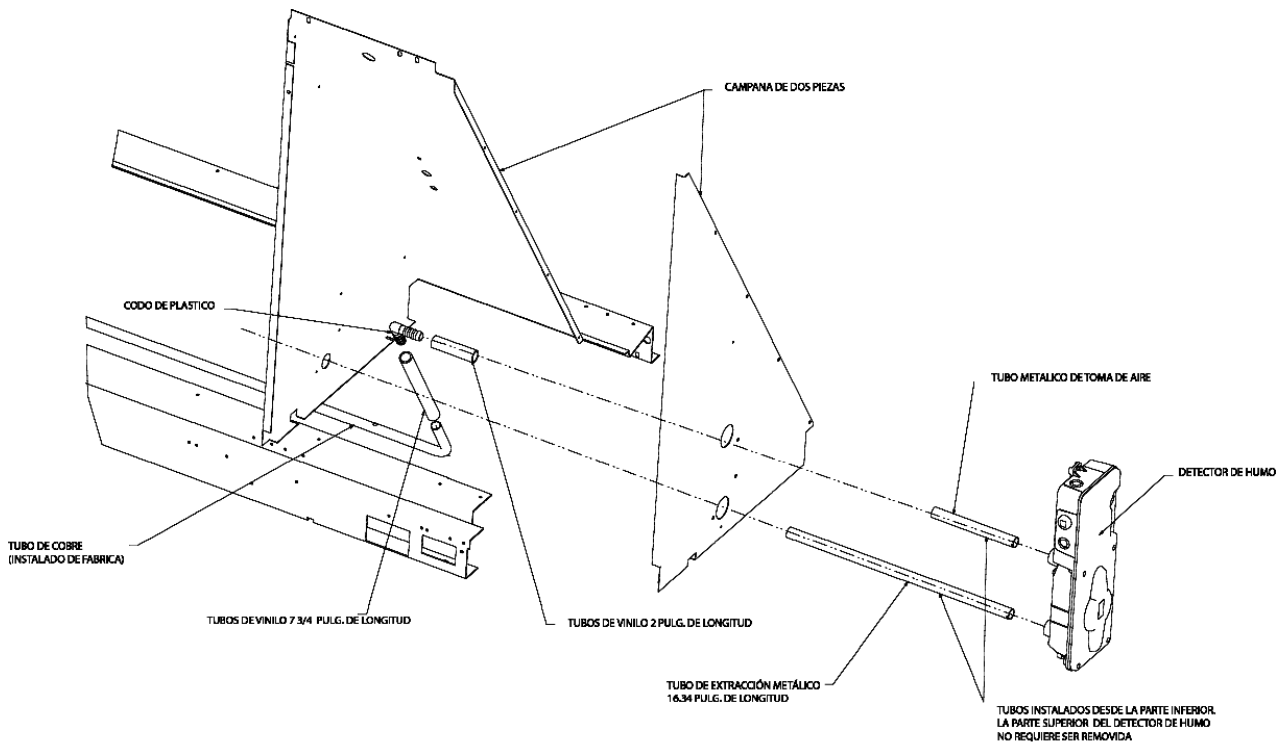 CAMPANA DE DOS PIEZAS
CODO DE PLASTICO
TUBO METALICO DE TOMA DE AIRE
DETECTOR DE HUMO
TUBO DE COBRE
(INSTALADO DE FABRICA)
TUBOS DE VINILO 7 3/4 PULG. DE LONGITUD
TUBOS DE VINILO 2 PULG. DE LONGITUD
TUBO DE EXTRACCIÓN METÁLICO
16.34 PULG. DE LONGITUD
TUBOS INSTALADOS DESDE LA PARTE INFERIOR.
LA PARTE SUPERIOR DEL DETECTOR DE HUMO
NO REQUIERE SER REMOVIDA